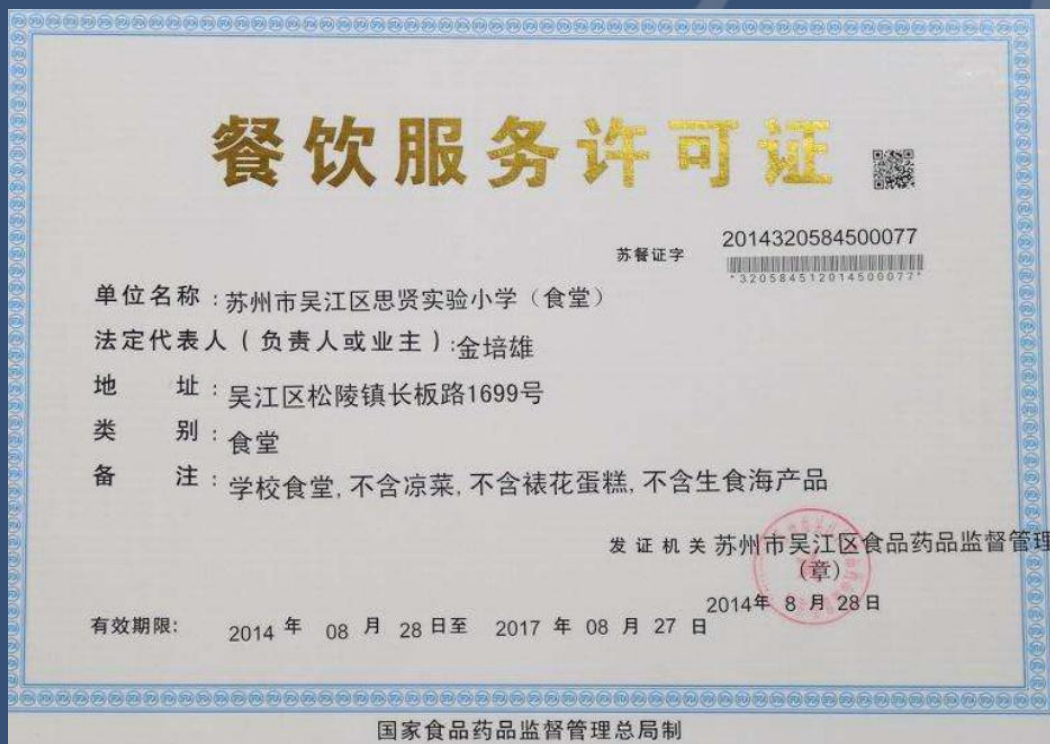 餐饮服务许可证
苏餐证字 2014320584500077
*320584512014500077*
单位名称：苏州市吴江区思贤实验小学（食堂）
法定代表人（负责人或业主）:金培雄
地 址：吴江区松陵镇长板路1699号
类 别：食堂
备 注：学校食堂,不含凉菜,不含裱花蛋糕,不含生食海产品
发证机关 苏州市吴江区食品药品监督管理
（章）
2014年 8 月 28日
有效期限: 2014 年 08 月 28 日至 2017 年 08 月 27 日
国家食品药品监督管理总局制